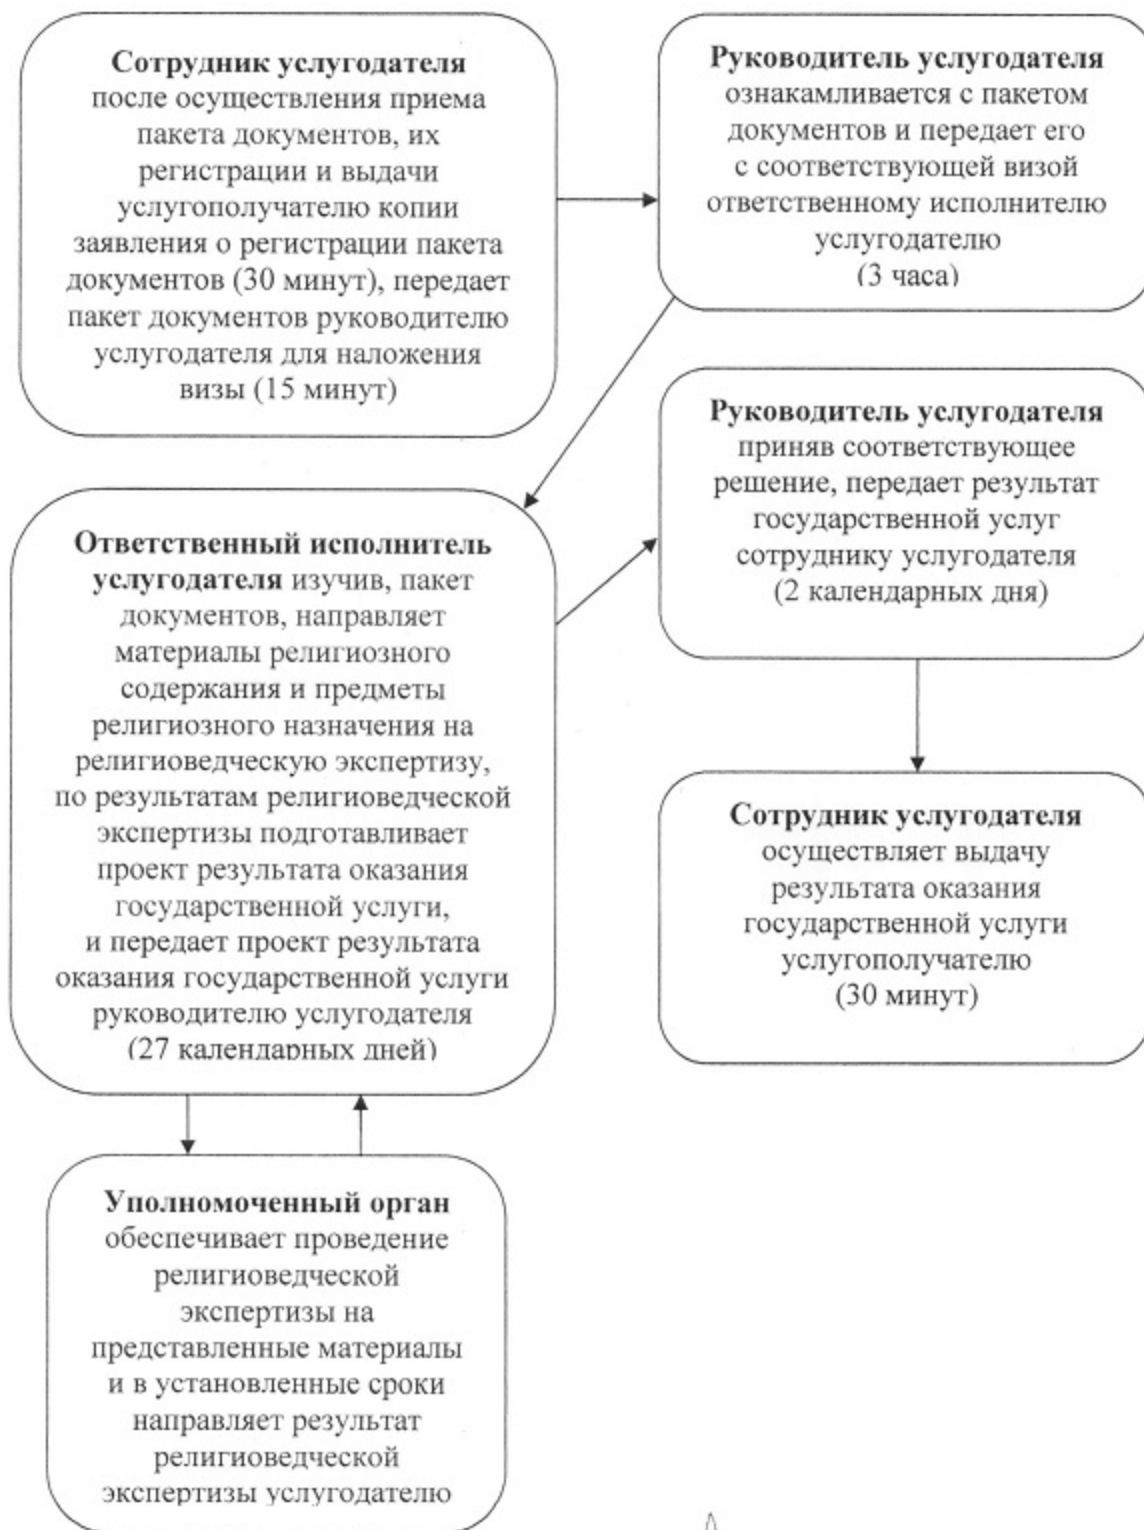 Сотрудник услугодателя
после осуществления приема
пакета документов, их
регистрации и выдачи
услугополучателю копии
заявления о регистрации пакета
документов (30 минут), передает
пакет документов руководителю
услугодателя для наложения
визы (15 минут)
Руководитель услугодателя
ознакамливается с пакетом
документов и передает его
с соответствующей визой
ответственному исполнителю
услугодателю
(3 часа)
Ответственный исполнитель
услугодателя изучив, пакет
документов, направляет
материалы религиозного
содержания и предметы
религиозного назначения на
религиоведческую экспертизу,
по результатам религиоведческой
экспертизы подготавливает
проект результата оказания
государственной услуги,
и передает проект результата
оказания государственной услуги
руководителю услугодателя
(27 календарных дней)
Уполномоченный орган
обеспечивает проведение
религиоведческой
экспертизы на
представленные материалы
и в установленные сроки
направляет результат
религиоведческой
экспертизы услугодателю
Руководитель услугодателя
приняв соответствующее
решение, передает результат
государственной услуг
сотруднику услугодателя
(2 календарных дня)
Сотрудник услугодателя
осуществляет выдачу
результата оказания
государственной услуги
услугополучателю
(30 минут)